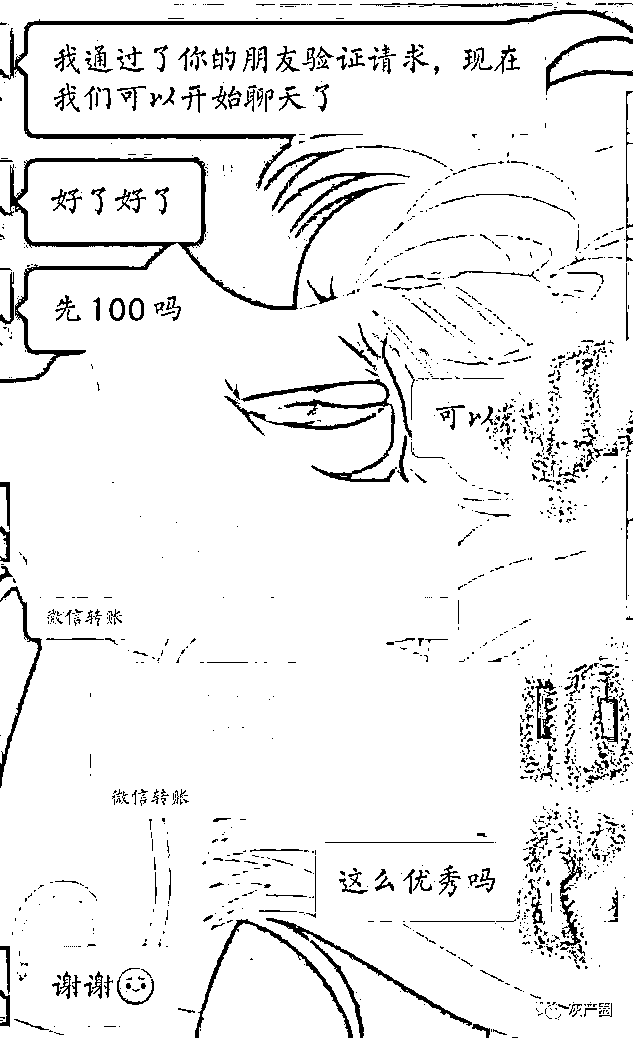 我通过了你的朋友验证请求，现在
我们可以开始聊天了
好了好了
先100吗
可以
微信转账
微信转账
这么优秀吗
谢谢
灰产圈